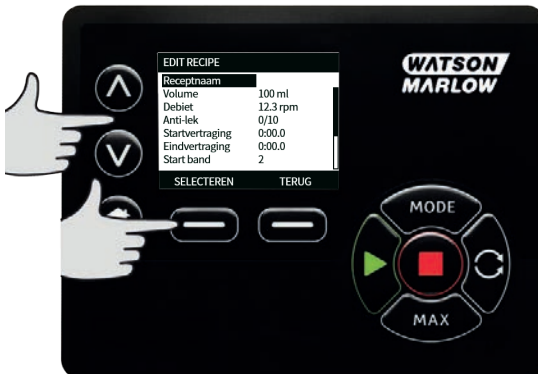 EDIT RECIPE
Receptnaam
Volume 100 ml
Debiet 12.3 rpm
Anti-lek 0/10
Startvertraging 0:00.0
Eindvertraging 0:00.0
Start band 2
SELECTEREN TERUG
WATSON
MARLOW
MODE
MAX